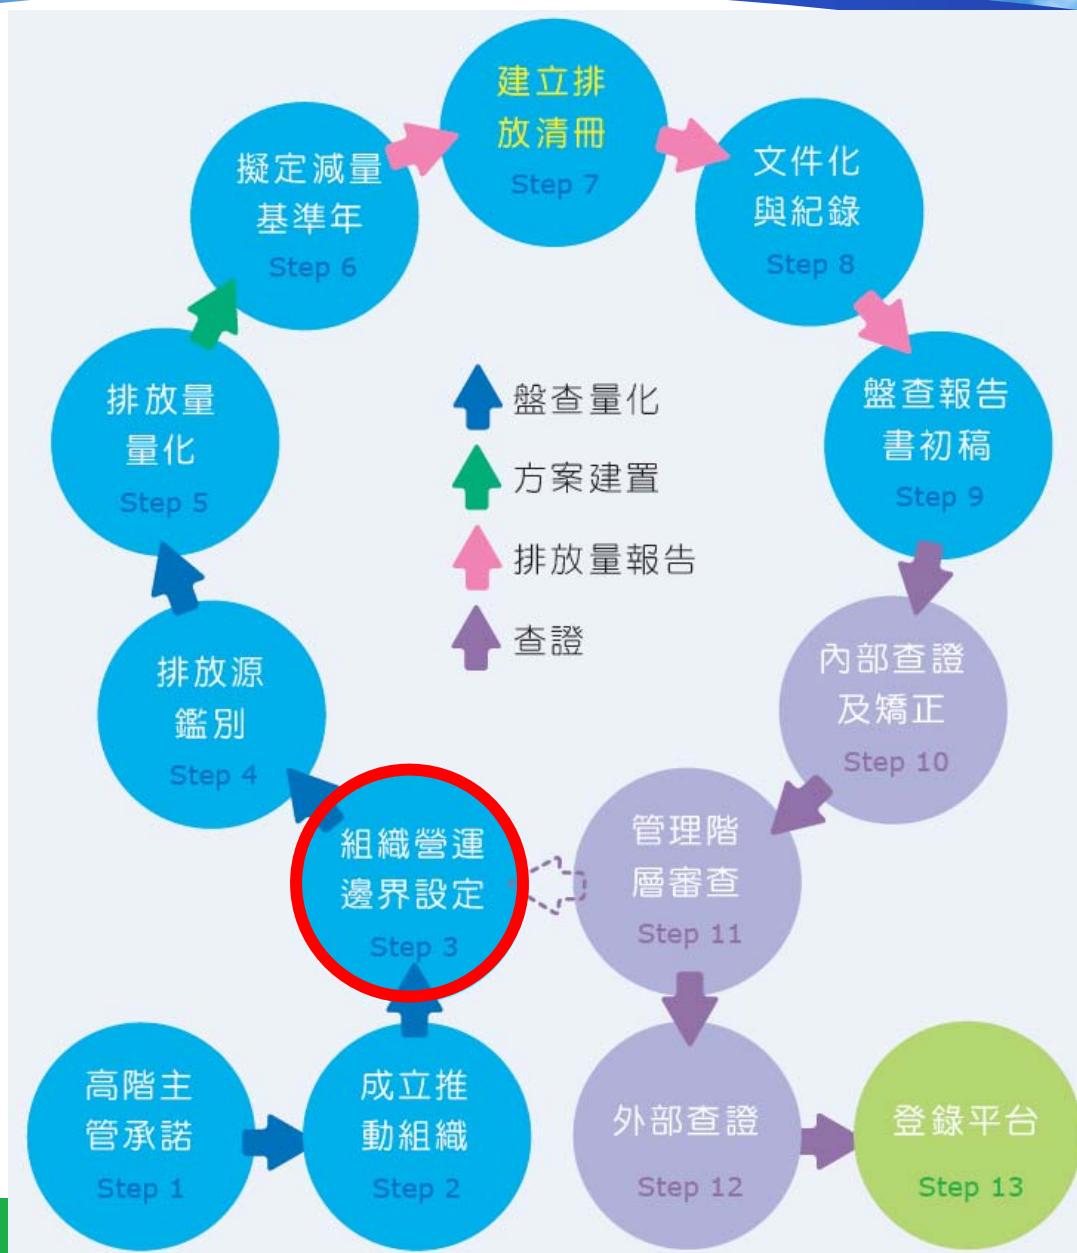 建立排
放清冊
Step 7
擬定減量
基準年
Step 6
文件化
與紀錄
Step 8
排放量
量化
Step 5
盤查報告
書初稿
Step 9
盤查量化
方案建置
排放量報告
查證
排放源
鑑別
Step 4
內部查證
及矯正
Step 10
組織營運
邊界設定
Step 3
管理階
層審查
Step 11
高階主
管承諾
Step 1
成立推
動組織
Step 2
外部查證
Step 12
登錄平台
Step 13